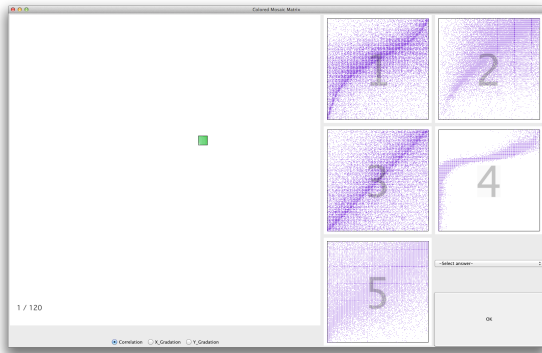 Colored Mosaic Matrix
1
2
3
4
5
~Select answer~
OK
1 / 120
Correlation
X_Gradation
Y_Gradation